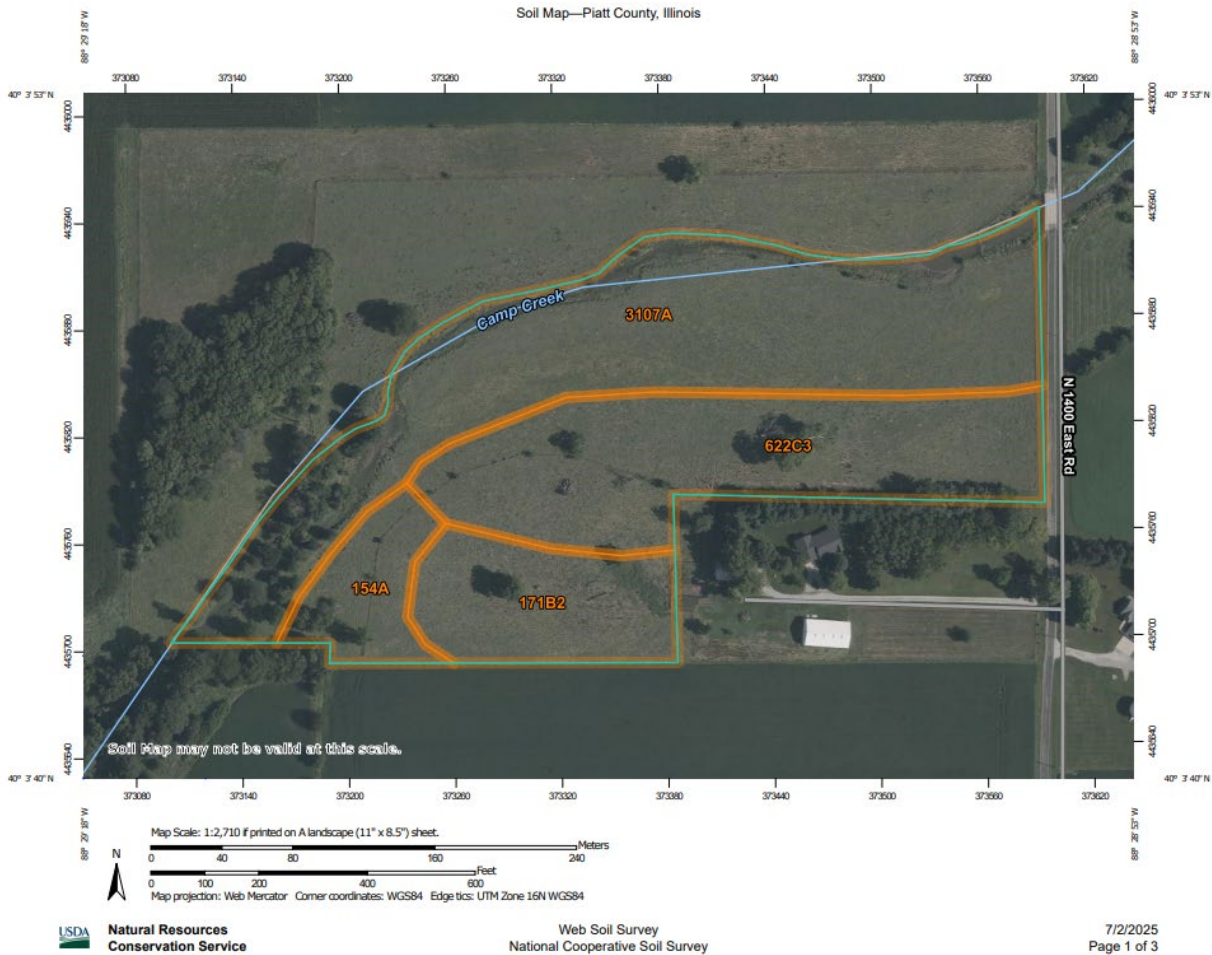 Soil Map—Piatt County, Illinois
88° 29' 18" W
88° 28' 53" W
373080 373140 373200 373260 373320 373380 373440 373500 373560 373620
40° 3' 53" N
40° 3' 53" N
4436000
4436000
4435940
4435940
4435880
4435880
4435820
4435820
4435760
4435760
4435700
4435700
4435640
4435640
Camp Creek
3107A
N 1400 East Rd
622C3
154A
171B2
Soil Map may not be valid at this scale.
40° 3' 40" N
40° 3' 40" N
373080 373140 373200 373260 373320 373380 373440 373500 373560 373620
88° 29' 18" W
88° 28' 53" W
Map Scale: 1:2,710 if printed on A landscape (11" x 8.5") sheet.
N
Meters
0 40 80 160 240
Feet
0 100 200 400 600
Map projection: Web Mercator Corner coordinates: WGS84 Edge tics: UTM Zone 16N WGS84
USDA
Natural Resources
Conservation Service
Web Soil Survey
National Cooperative Soil Survey
7/2/2025
Page 1 of 3